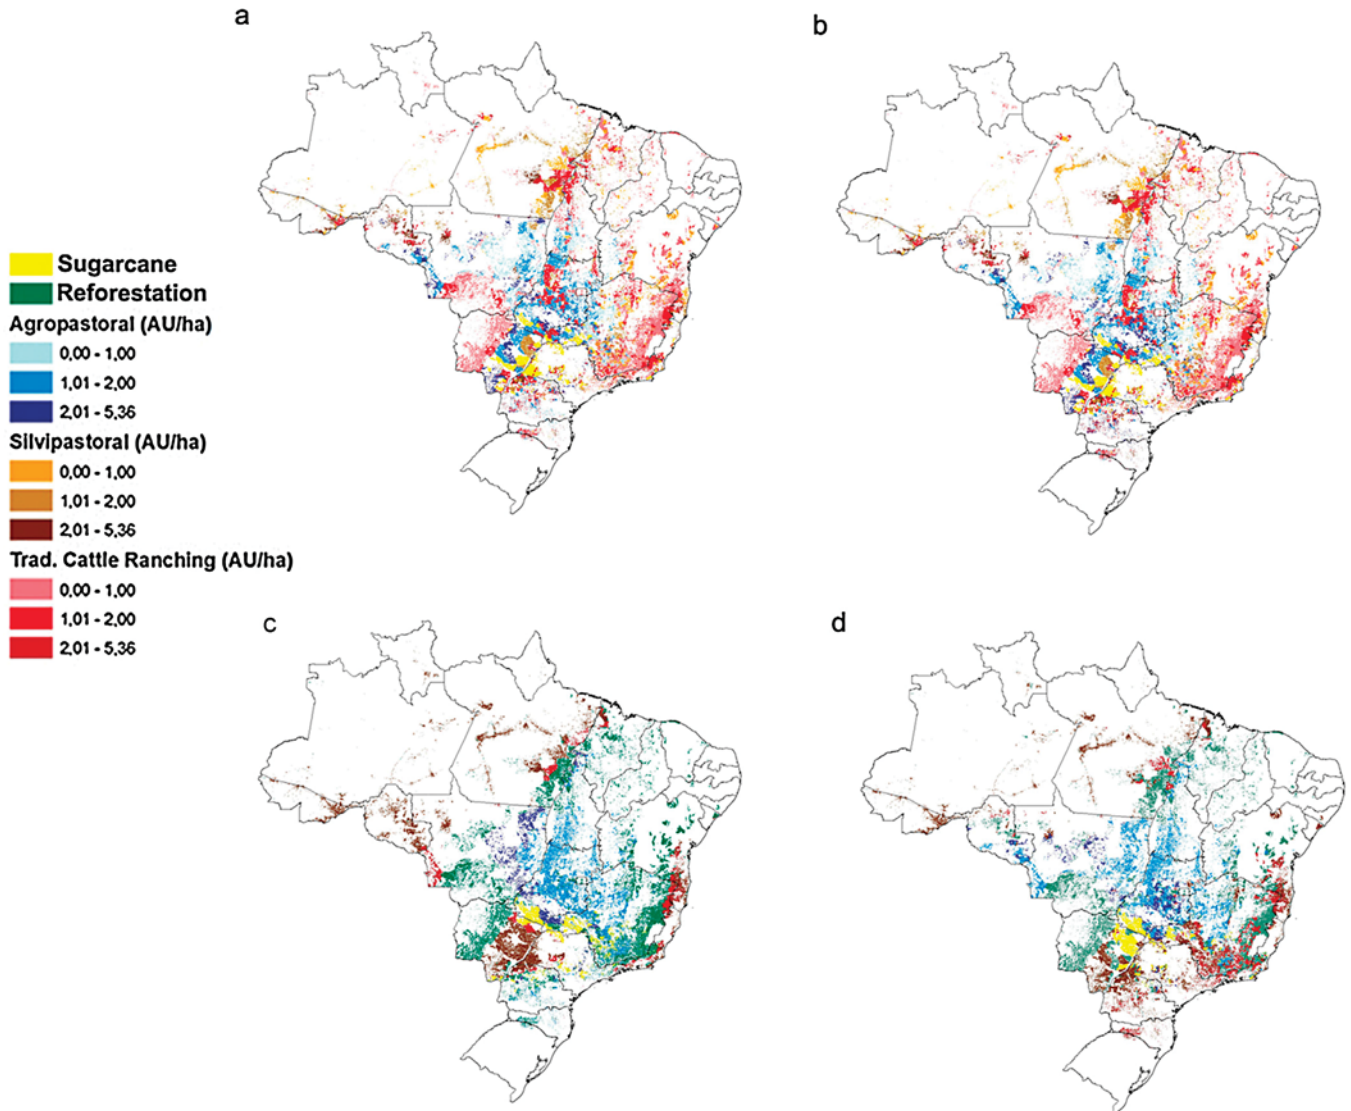 a
b
Sugarcane
Reforestation
Agropastoral (AU/ha)
0,00 - 1,00
1,01 - 2,00
2,01 - 5,36
Silvipastoral (AU/ha)
0,00 - 1,00
1,01 - 2,00
2,01 - 5,36
Trad. Cattle Ranching (AU/ha)
0,00 - 1,00
1,01 - 2,00
2,01 - 5,36
c
d